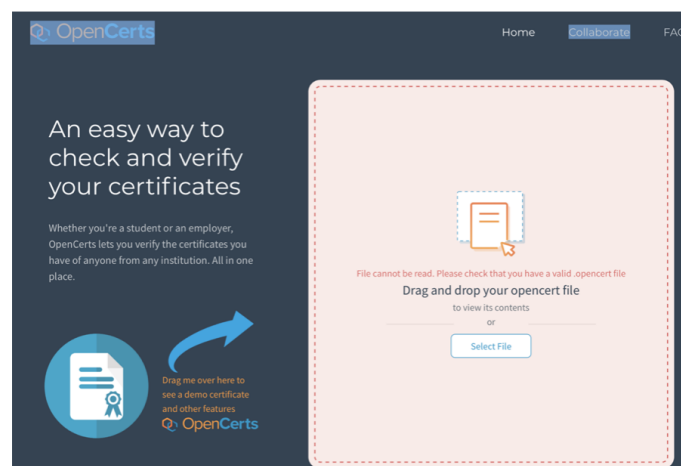 OpenCerts
Home
Collaborate
An easy way to
check and verify
your certificates
Whether you're a student or an employer,
OpenCerts lets you verify the certificates you
have of anyone from any institution. All in one
place.
Drag me over here to
see a demo certificate
and other features
OpenCerts
File cannot be read. Please check that you have a valid .opencert file
Drag and drop your opencert file
to view its contents
or
Select File